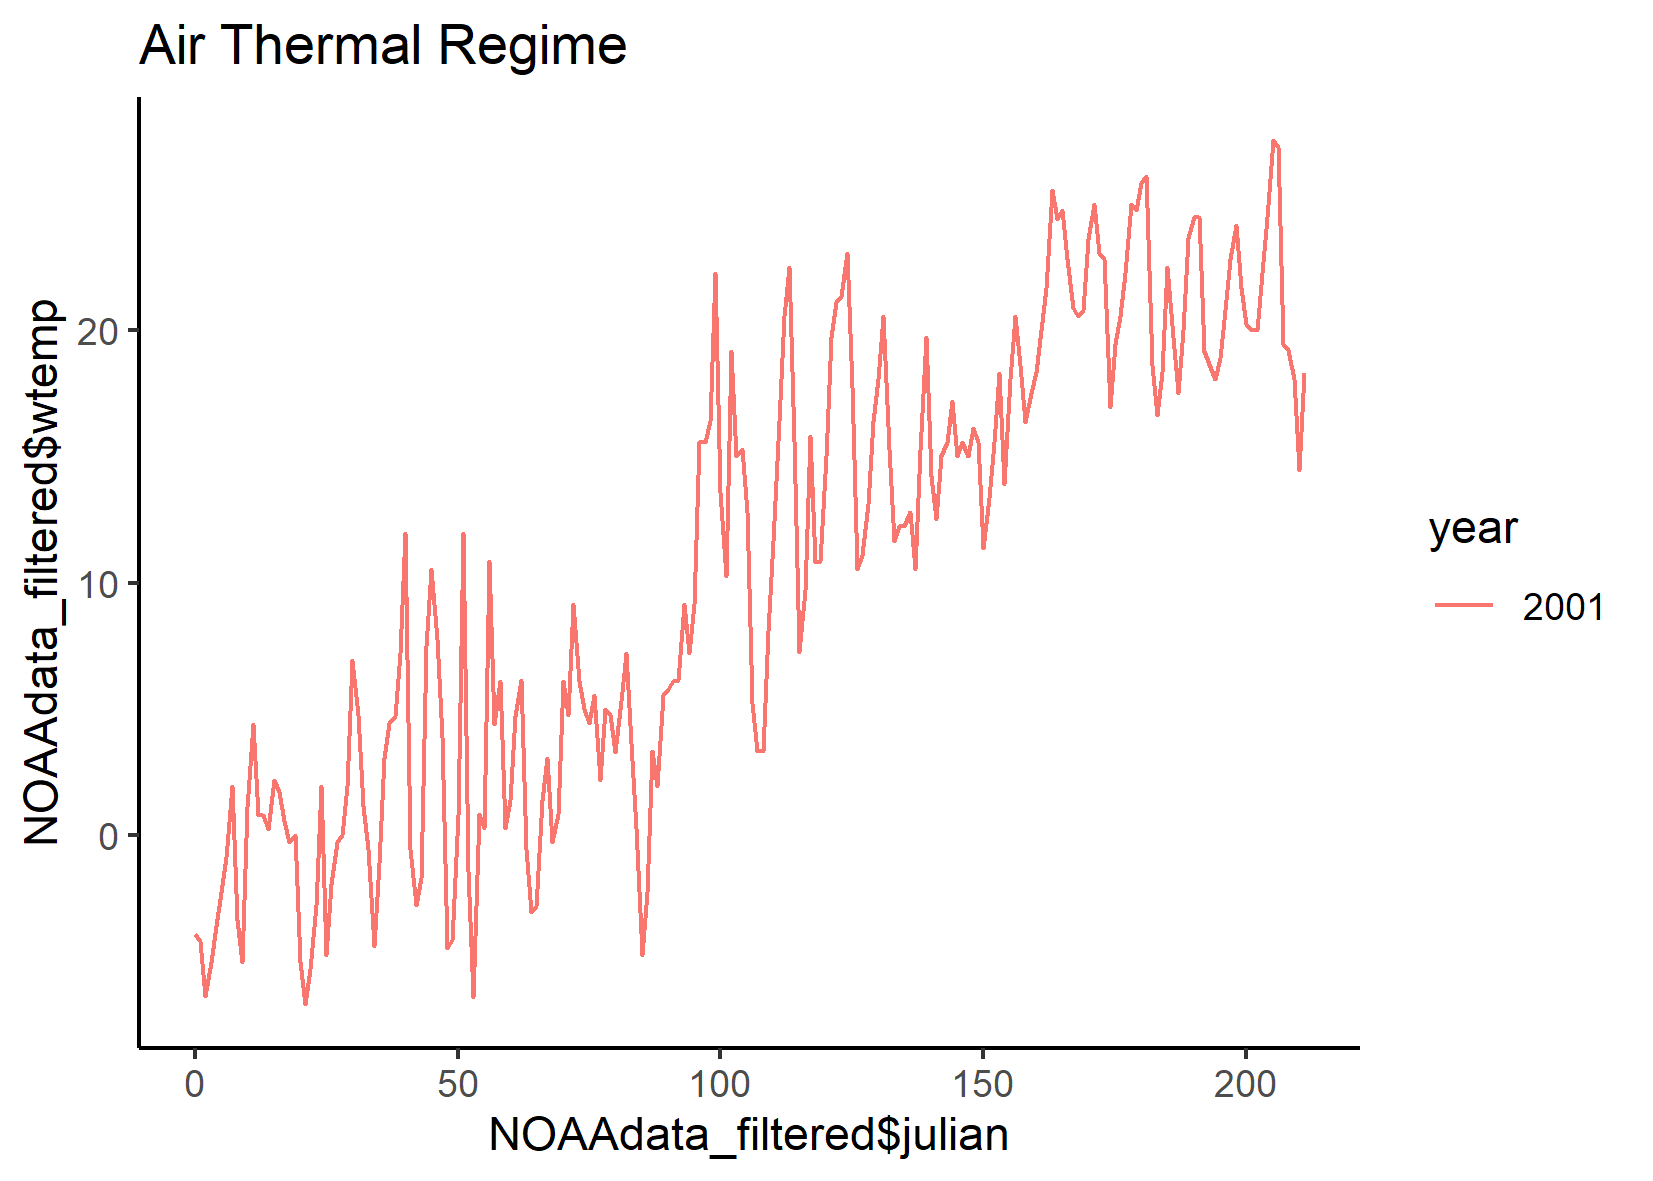 Air Thermal Regime
NOAAdata_filtered$wtemp
20
10
0
0 50 100 150 200
NOAAdata_filtered$julian
year
2001